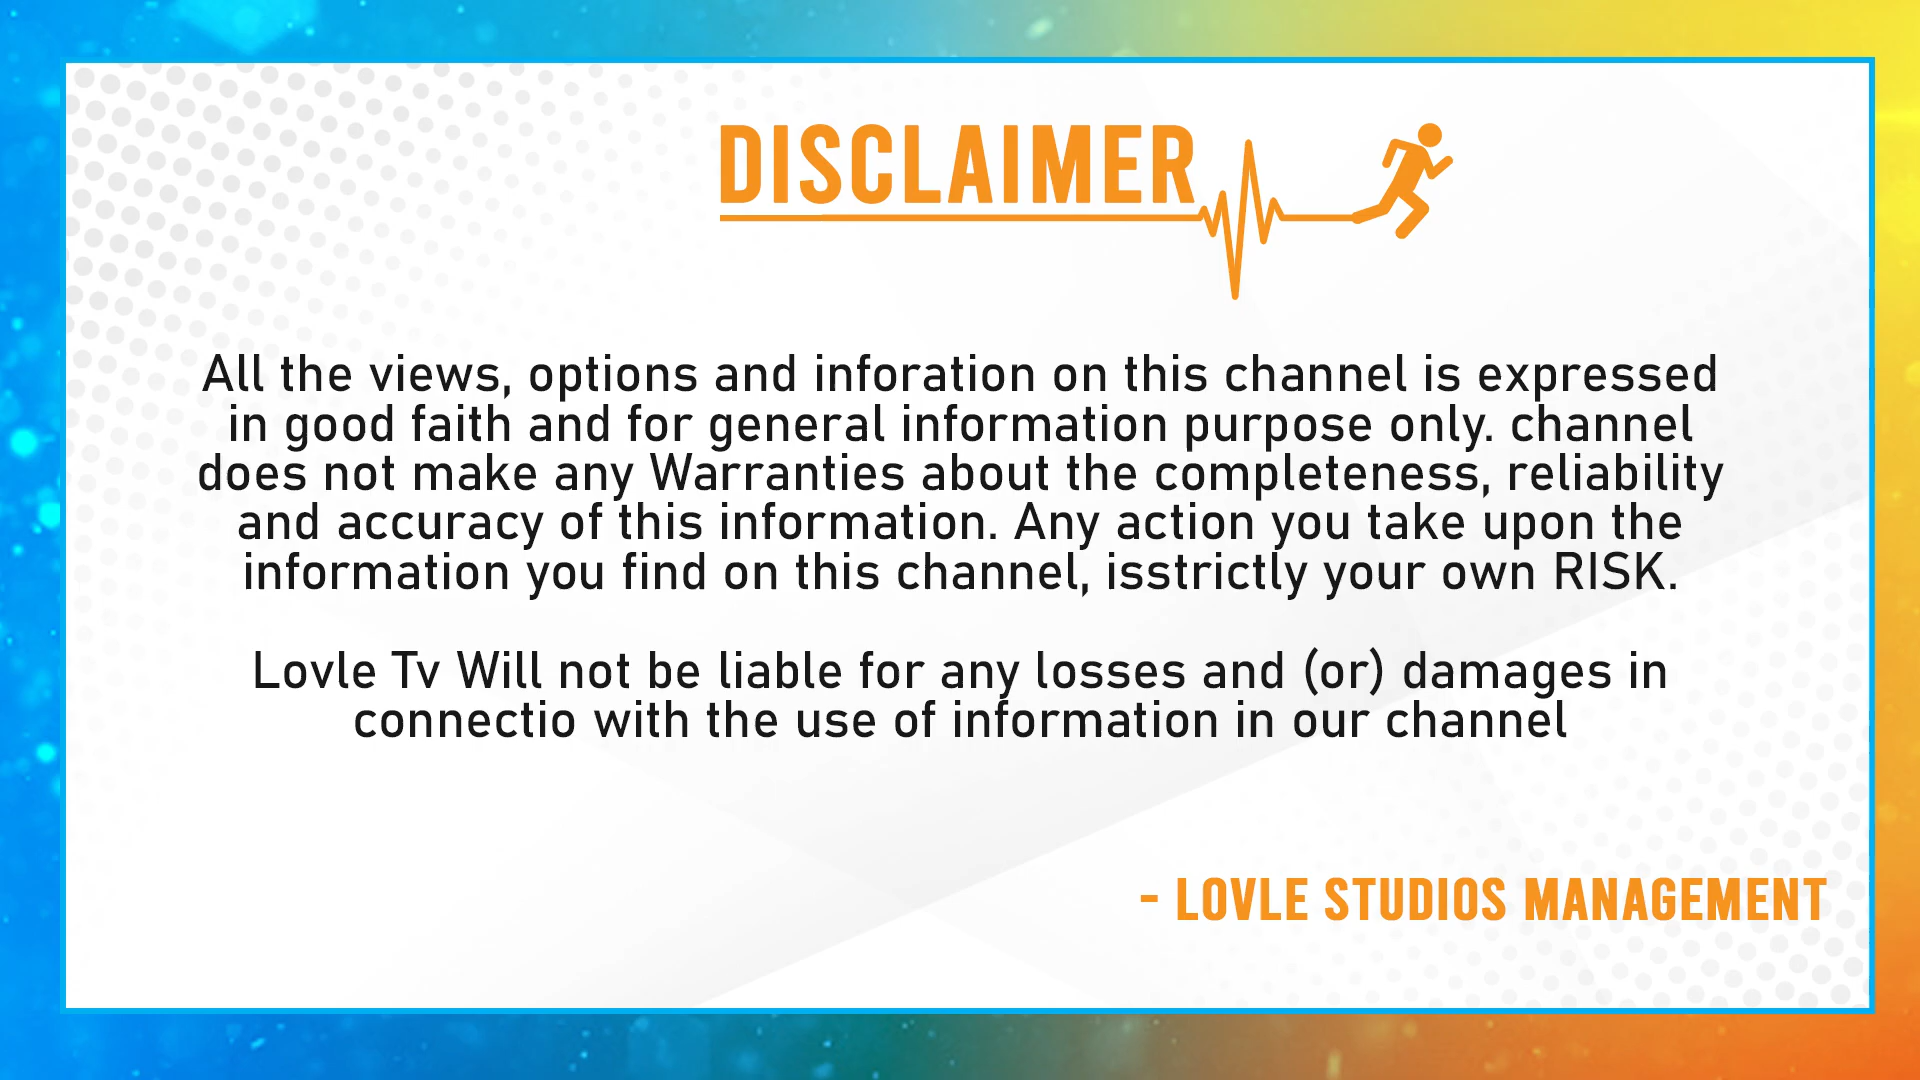 DISCLAIMER
All the views, options and inforation on this channel is expressed
in good faith and for general information purpose only. channel
does not make any Warranties about the completeness, reliability
and accuracy of this information. Any action you take upon the
information you find on this channel, isstrictly your own RISK.
Lovle Tv Will not be liable for any losses and (or) damages in
connectio with the use of information in our channel
- LOVLE STUDIOS MANAGEMENT